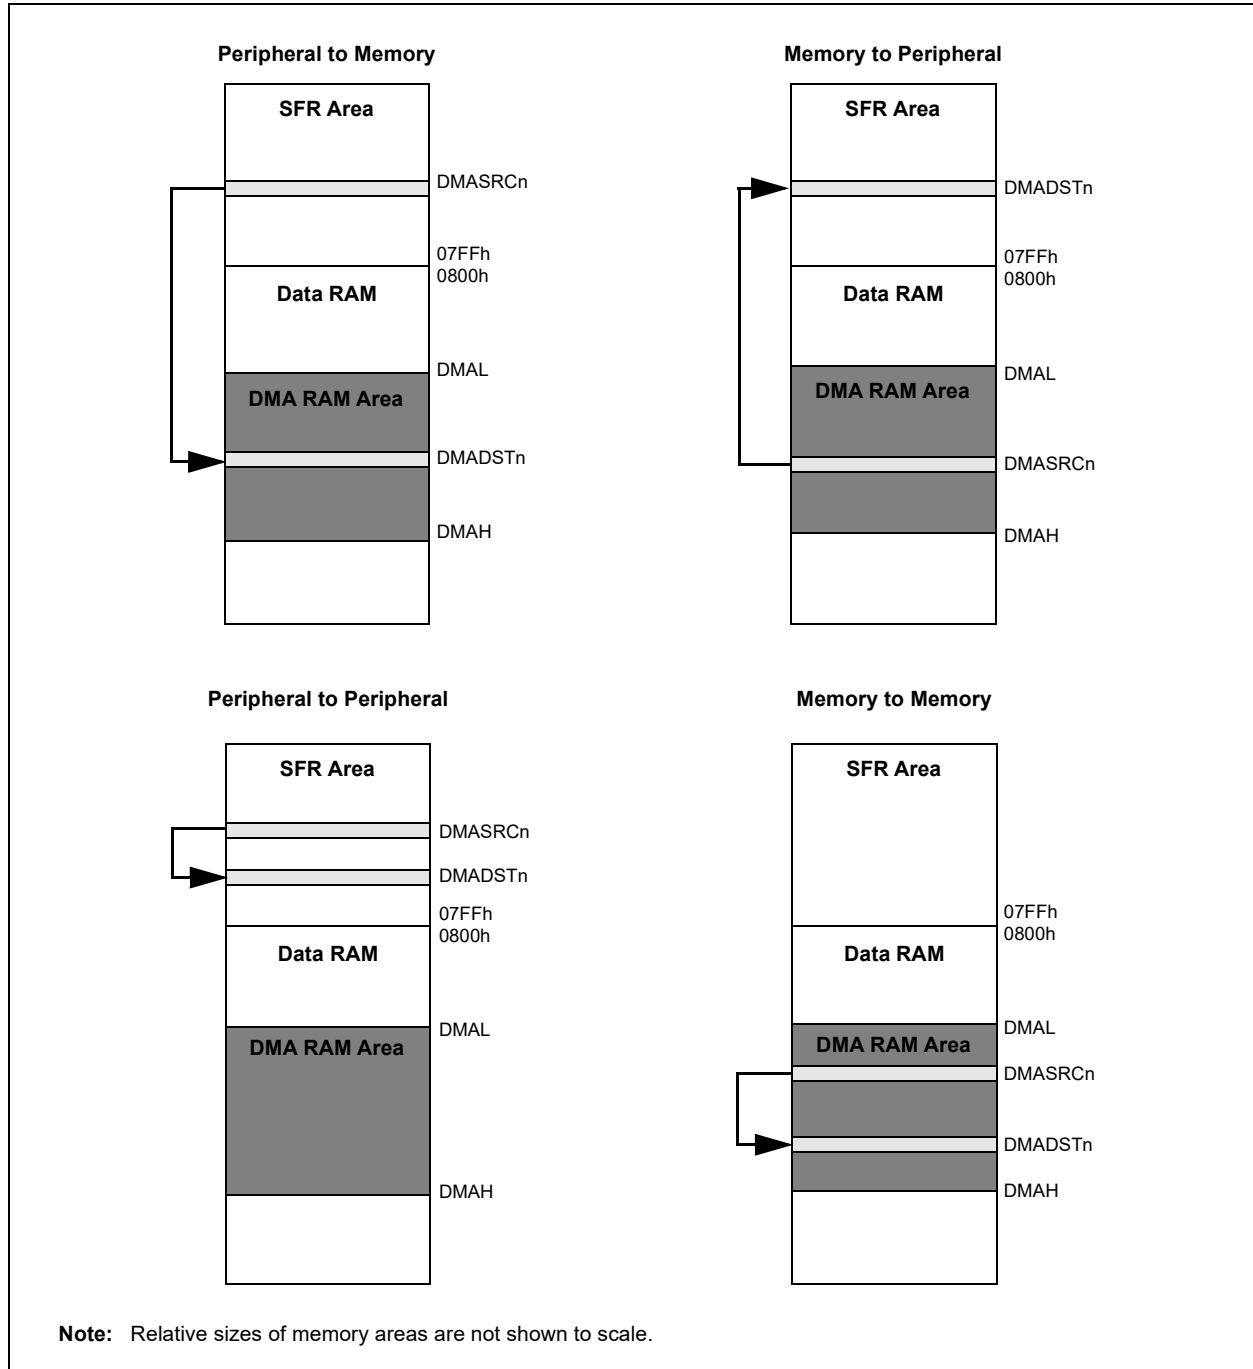 Peripheral to Memory
SFR Area
DMASRCn
07FFh
0800h
Data RAM
DMAL
DMA RAM Area
DMADSTn
DMAH
Memory to Peripheral
SFR Area
DMADSTn
07FFh
0800h
Data RAM
DMAL
DMA RAM Area
DMASRCn
DMAH
Peripheral to Peripheral
SFR Area
DMASRCn
DMADSTn
07FFh
0800h
Data RAM
DMAL
DMA RAM Area
DMAH
Memory to Memory
SFR Area
07FFh
0800h
Data RAM
DMAL
DMA RAM Area
DMASRCn
DMADSTn
DMAH
Note: Relative sizes of memory areas are not shown to scale.